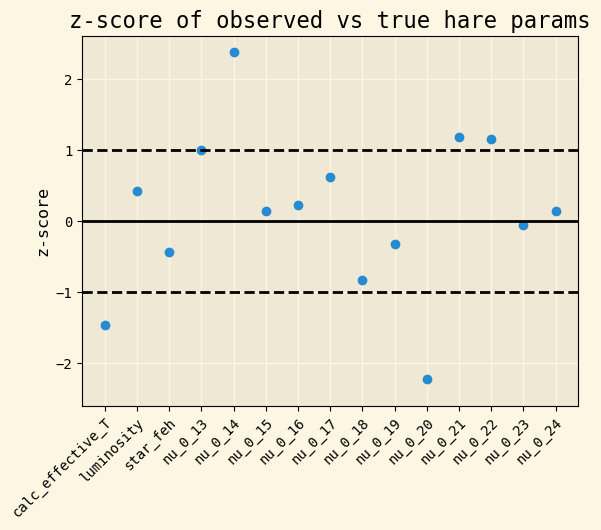 z-score of observed vs true hare params
z-score
2
1
0
−1
−2
calc_effective_T
luminosity
star_feh
nu_0_13
nu_0_14
nu_0_15
nu_0_16
nu_0_17
nu_0_18
nu_0_19
nu_0_20
nu_0_21
nu_0_22
nu_0_23
nu_0_24